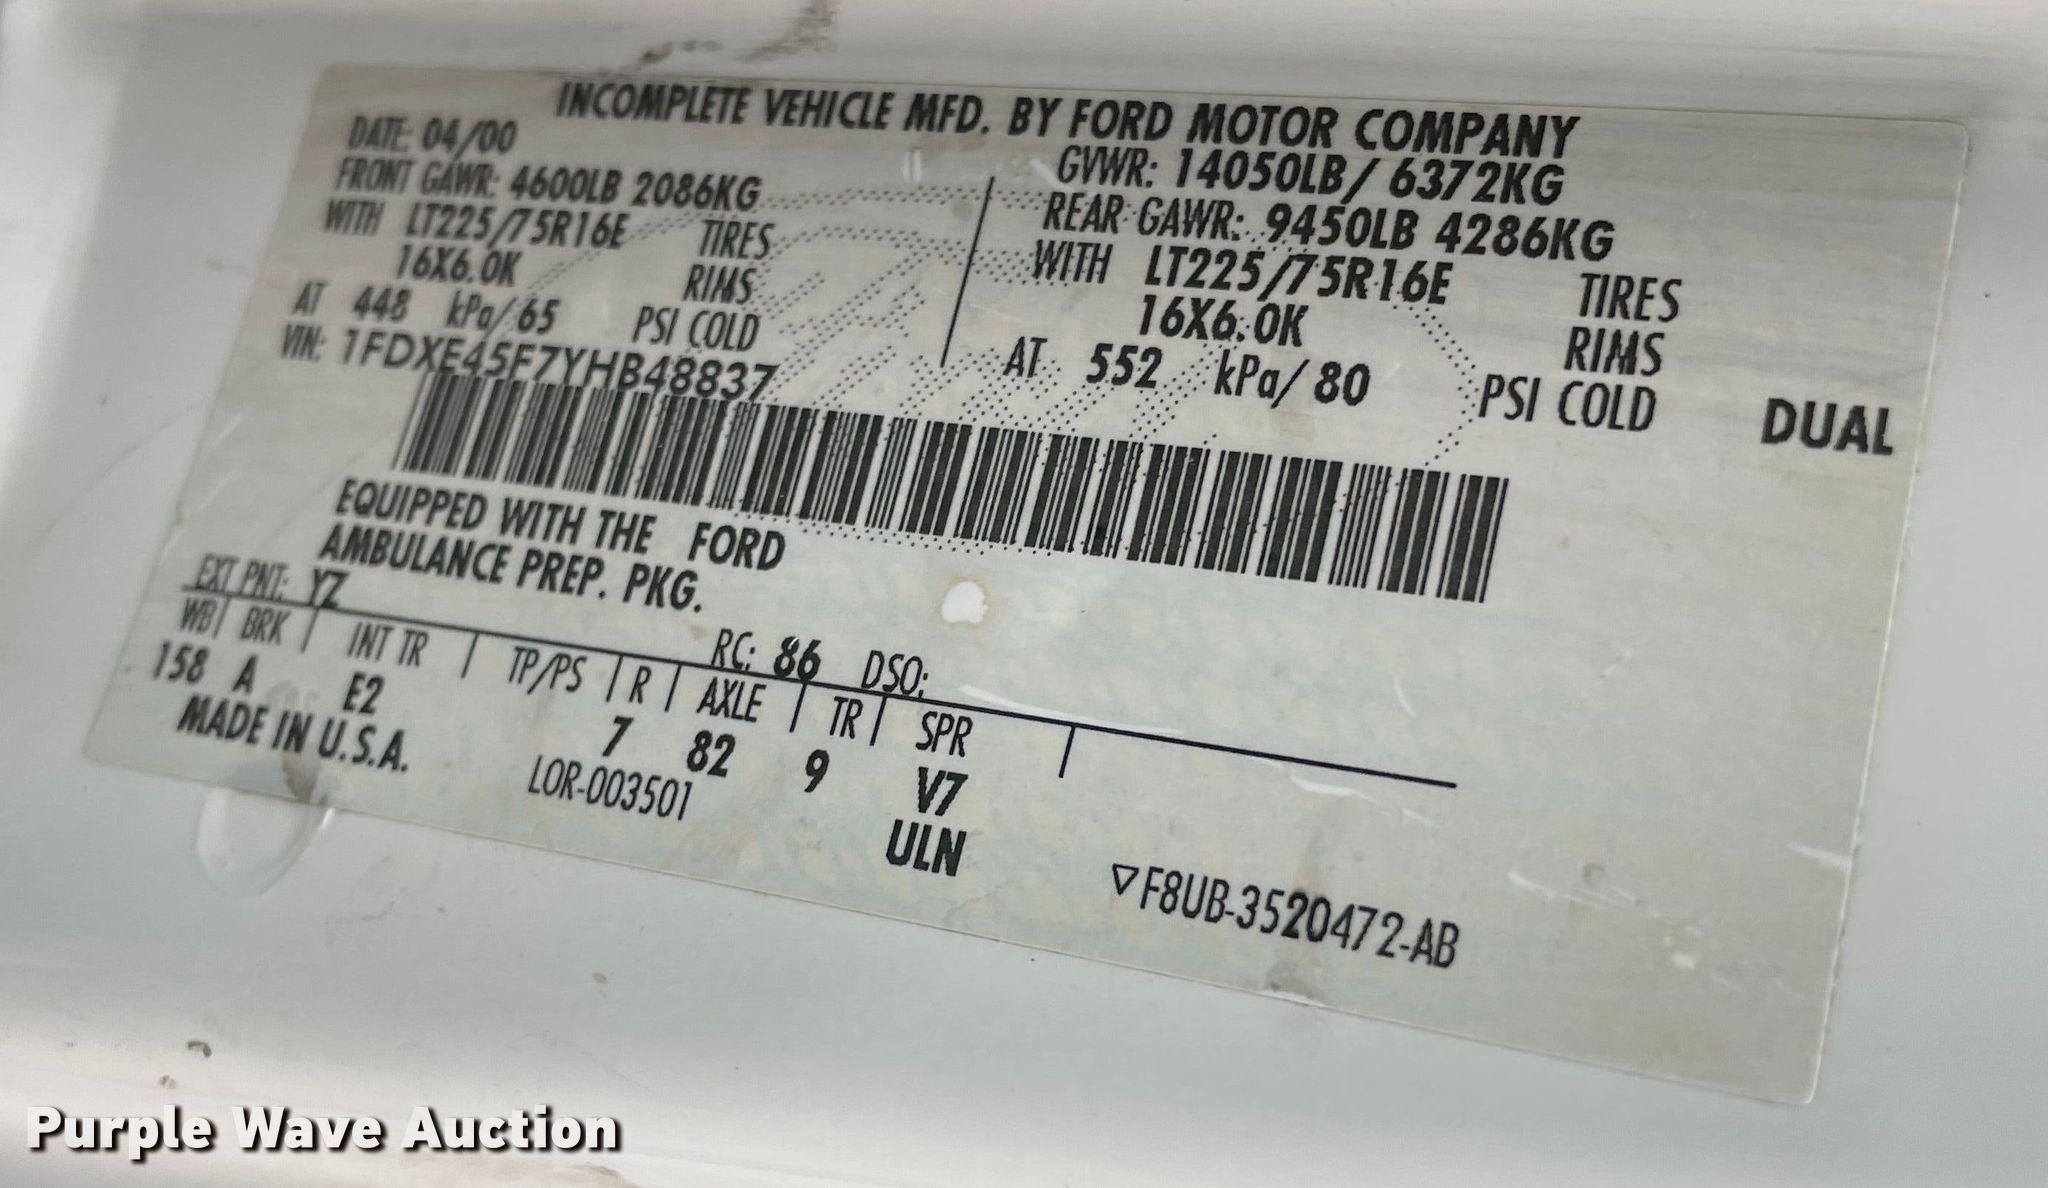 INCOMPLETE VEHICLE MFD. BY FORD MOTOR COMPANY
DATE: 04/00 GVWR: 14050LB/ 6372KG
FRONT GAWR: 4600LB 2086KG REAR GAWR: 9450LB 4286KG
WITH LT225/75R16E TIRES WITH LT225/75R16E TIRES
16X6.0K RIMS 16X6.0K RIMS
AT 448 kPa/65 PSI COLD AT 552 kPa/80 PSI COLD DUAL
VIN: 1FDXE45F7YHB48837
EQUIPPED WITH THE FORD
AMBULANCE PREP. PKG.
EXT PNT: YZ RC: 86 DSO:
WB BRK INT TR TP/PS R AXLE TR SPR
158 A E2 7 82 9 V7
MADE IN U.S.A. ULN
LOR-003501
▽F8UB-3520472-AB
Purple Wave Auction